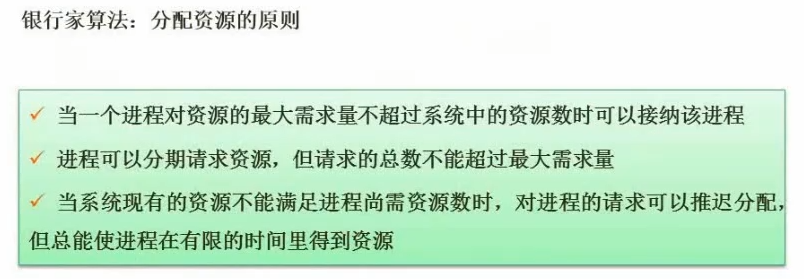 银行家算法：分配资源的原则
✓ 当一个进程对资源的最大需求量不超过系统中的资源数时可以接纳该进程
✓ 进程可以分期请求资源，但请求的总数不能超过最大需求量
✓ 当系统现有的资源不能满足进程尚需资源数时，对进程的请求可以推迟分配，
但总能使进程在有限的时间里得到资源